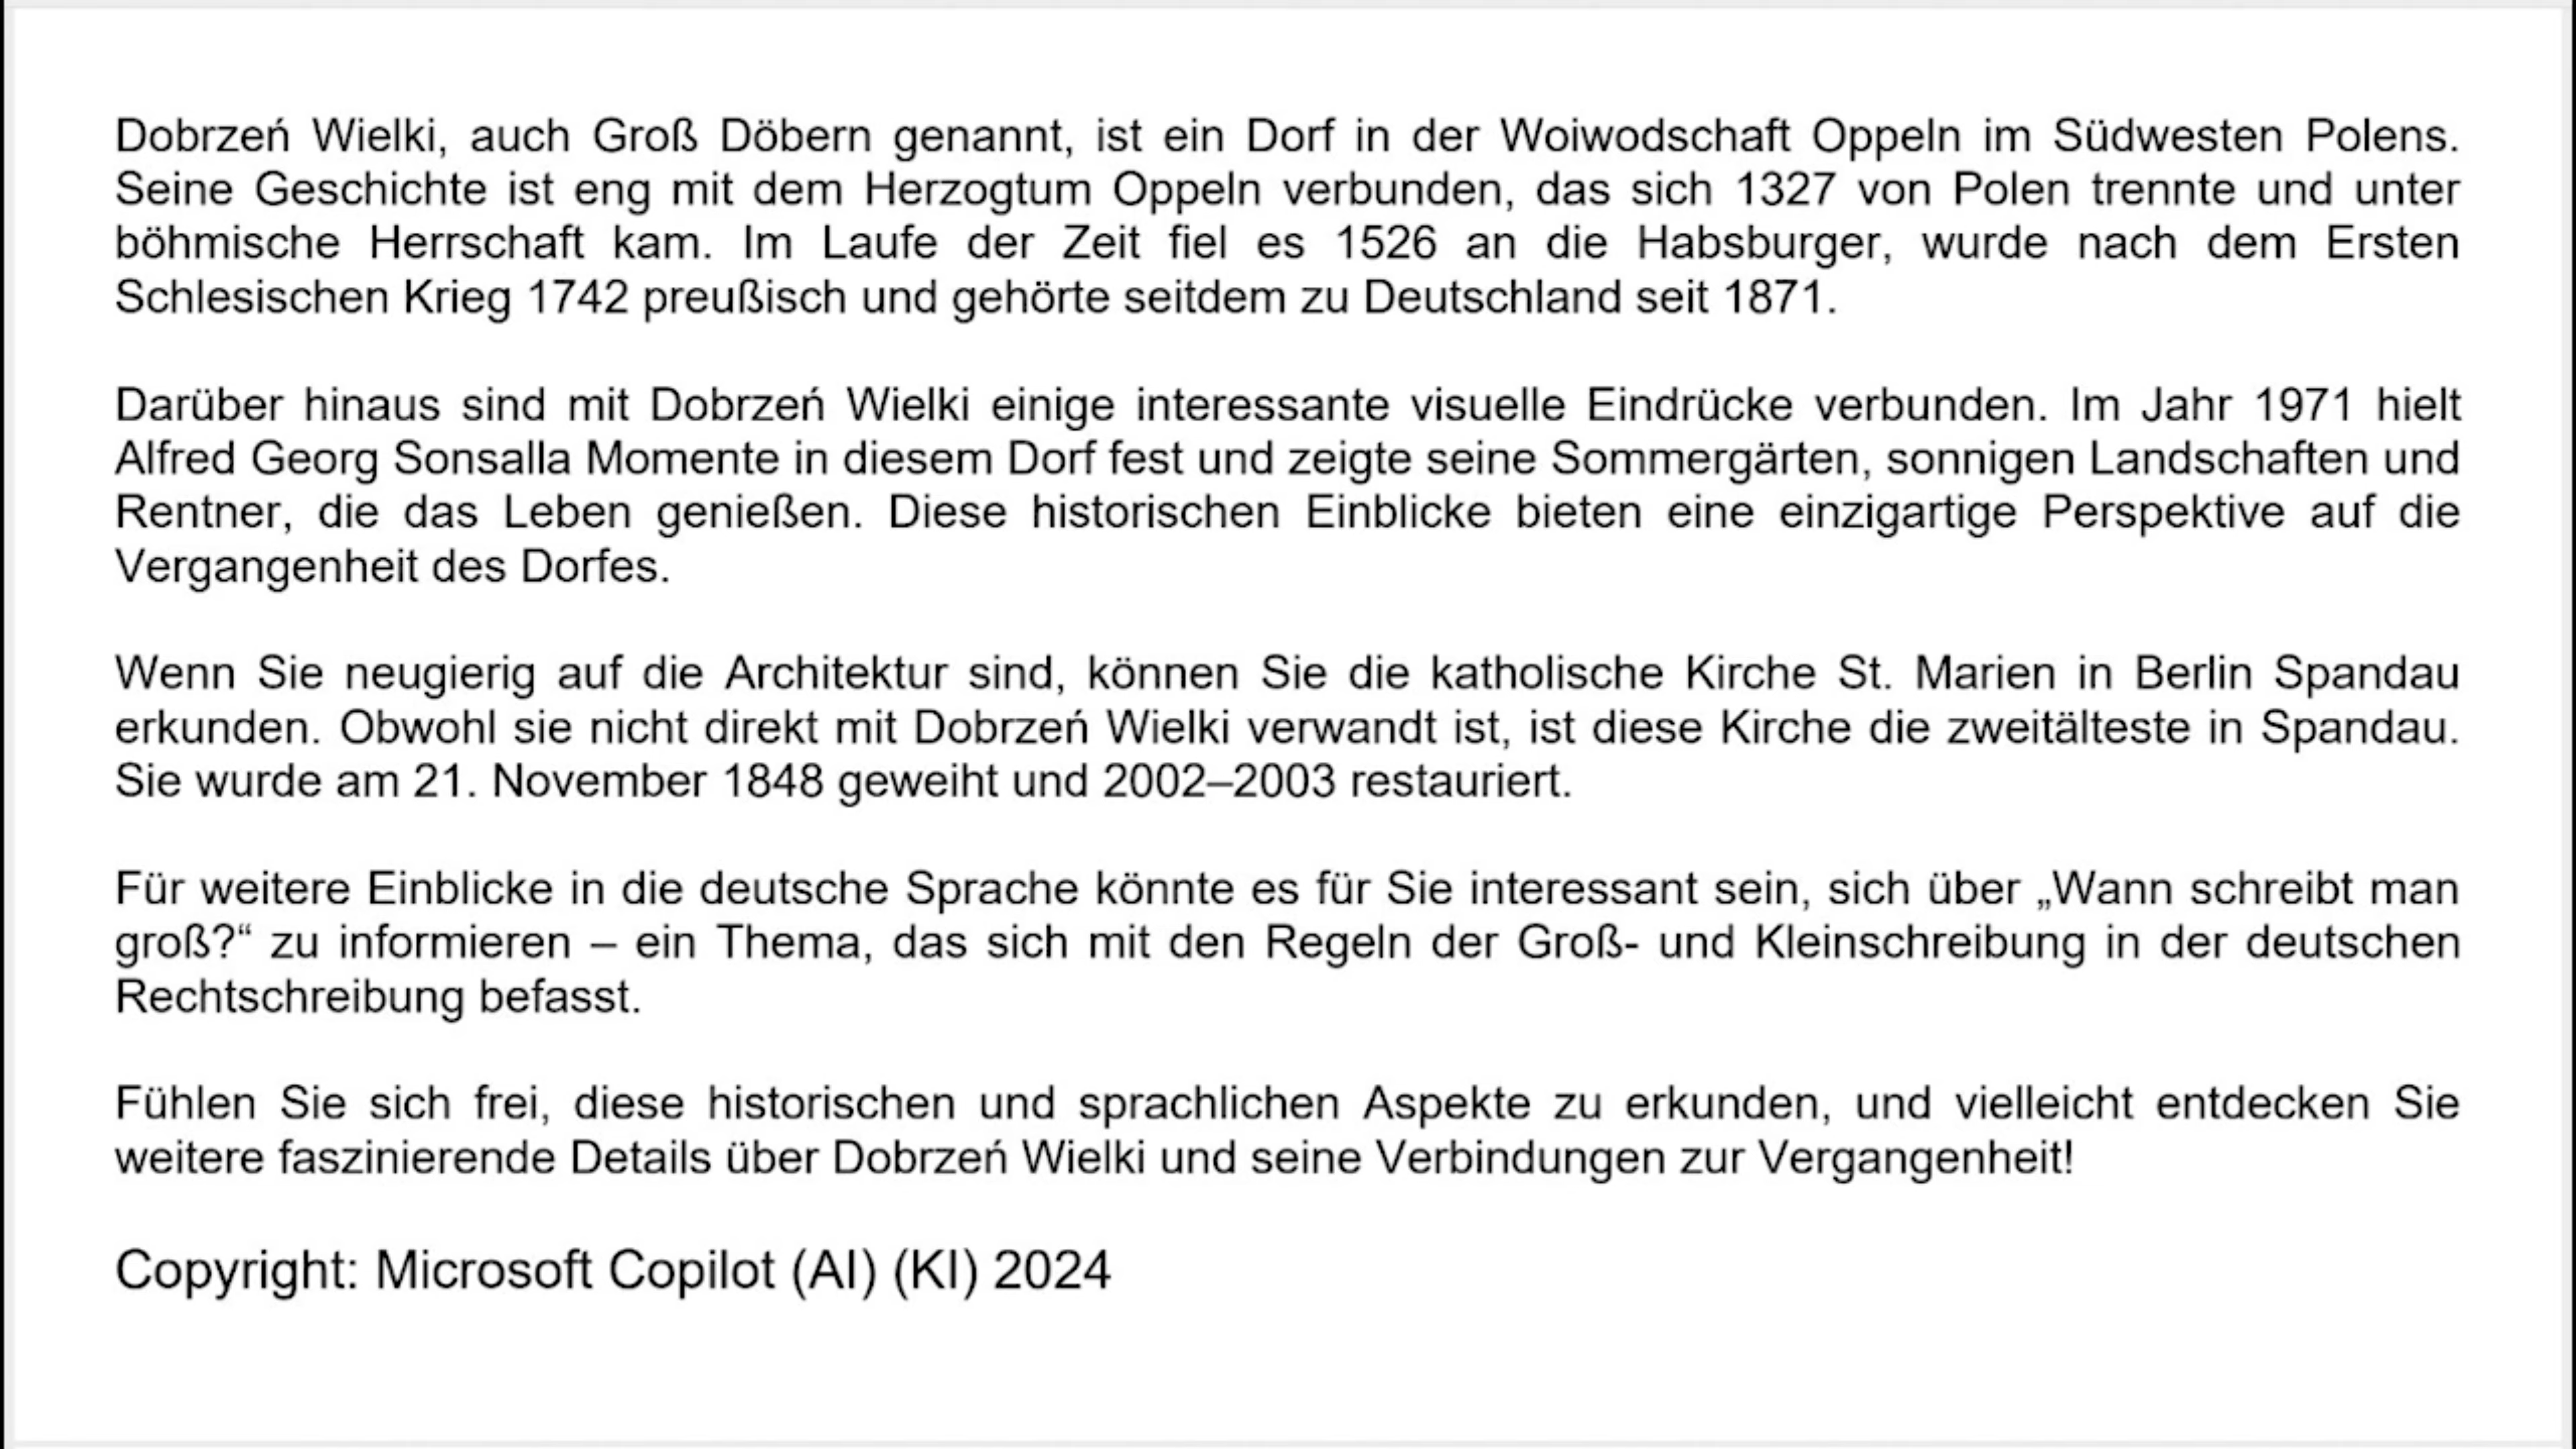 Dobrzeń Wielki, auch Groß Döbern genannt, ist ein Dorf in der Woiwodschaft Oppeln im Südwesten Polens.
Seine Geschichte ist eng mit dem Herzogtum Oppeln verbunden, das sich 1327 von Polen trennte und unter
böhmische Herrschaft kam. Im Laufe der Zeit fiel es 1526 an die Habsburger, wurde nach dem Ersten
Schlesischen Krieg 1742 preußisch und gehörte seitdem zu Deutschland seit 1871.
Darüber hinaus sind mit Dobrzeń Wielki einige interessante visuelle Eindrücke verbunden. Im Jahr 1971 hielt
Alfred Georg Sonsalla Momente in diesem Dorf fest und zeigte seine Sommergärten, sonnigen Landschaften und
Rentner, die das Leben genießen. Diese historischen Einblicke bieten eine einzigartige Perspektive auf die
Vergangenheit des Dorfes.
Wenn Sie neugierig auf die Architektur sind, können Sie die katholische Kirche St. Marien in Berlin Spandau
erkunden. Obwohl sie nicht direkt mit Dobrzeń Wielki verwandt ist, ist diese Kirche die zweitälteste in Spandau.
Sie wurde am 21. November 1848 geweiht und 2002–2003 restauriert.
Für weitere Einblicke in die deutsche Sprache könnte es für Sie interessant sein, sich über „Wann schreibt man
groß?“ zu informieren – ein Thema, das sich mit den Regeln der Groß- und Kleinschreibung in der deutschen
Rechtschreibung befasst.
Fühlen Sie sich frei, diese historischen und sprachlichen Aspekte zu erkunden, und vielleicht entdecken Sie
weitere faszinierende Details über Dobrzeń Wielki und seine Verbindungen zur Vergangenheit!
Copyright: Microsoft Copilot (AI) (KI) 2024